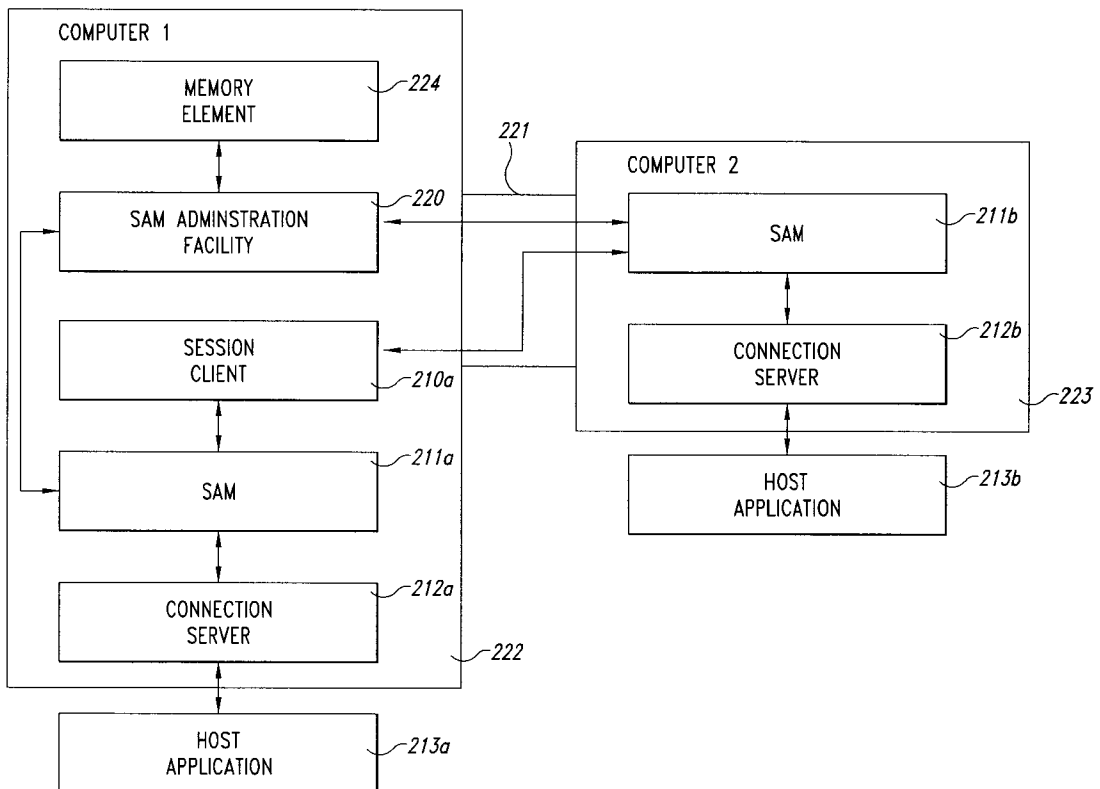 COMPUTER 1
MEMORY
ELEMENT
224
SAM ADMINSTRATION
FACILITY
220
SESSION
CLIENT
210a
SAM
211a
CONNECTION
SERVER
212a
222
HOST
APPLICATION
213a
221
COMPUTER 2
SAM
211b
CONNECTION
SERVER
212b
223
HOST
APPLICATION
213b